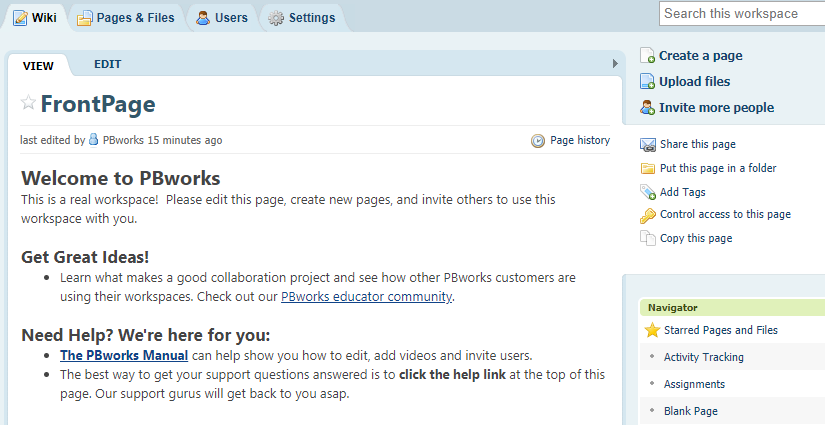 Wiki
Pages & Files
Users
Settings
Search this workspace
VIEW
EDIT
FrontPage
last edited by PBworks 15 minutes ago
Page history
Welcome to PBworks
This is a real workspace!  Please edit this page, create new pages, and invite others to use this
workspace with you.
Get Great Ideas!
• Learn what makes a good collaboration project and see how other PBworks customers are
using their workspaces. Check out our PBworks educator community.
Need Help? We're here for you:
• The PBworks Manual can help show you how to edit, add videos and invite users.
• The best way to get your support questions answered is to click the help link at the top of this
page. Our support gurus will get back to you asap.
Create a page
Upload files
Invite more people
Share this page
Put this page in a folder
Add Tags
Control access to this page
Copy this page
Navigator
Starred Pages and Files
• Activity Tracking
• Assignments
• Blank Page